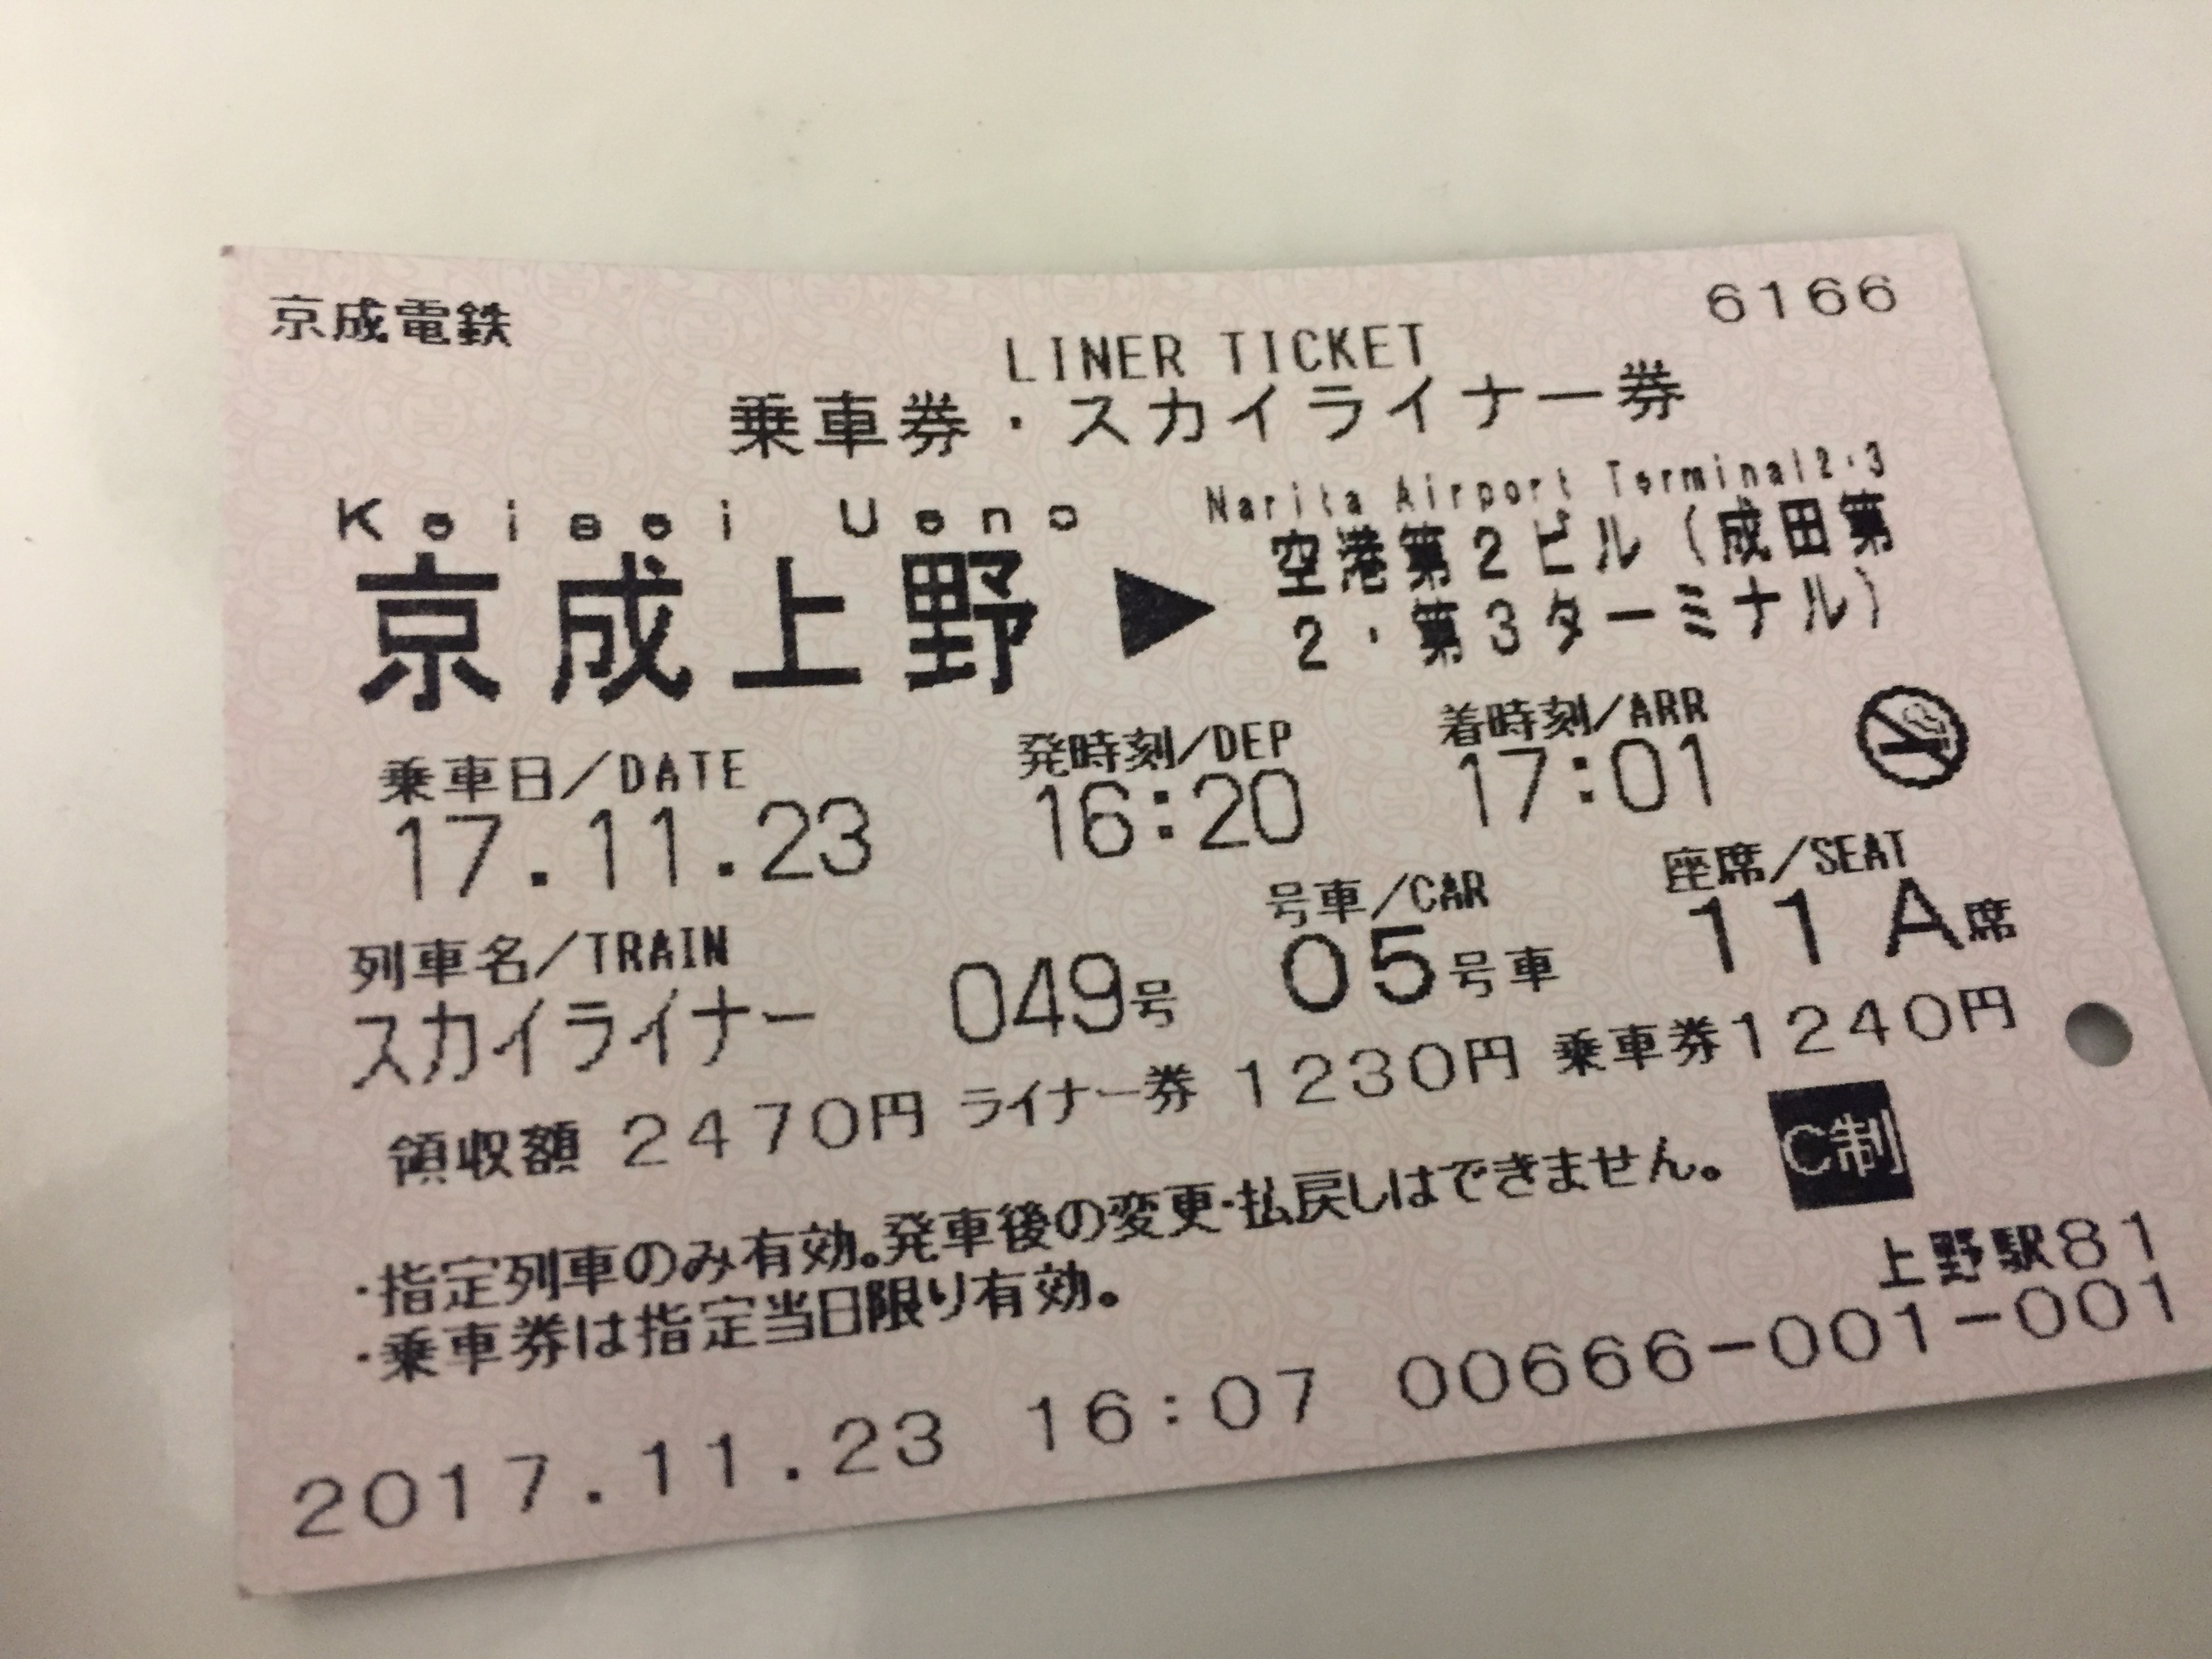 京成電鉄 6166
LINER TICKET
乗車券・スカイライナー券
Keisei Ueno Narita Airport Terminal2・3
京成上野 ▶ 空港第2ビル(成田第
2・第3ターミナル)
乗車日/DATE 発時刻/DEP 着時刻/ARR
17.11.23 16:20 17:01
列車名/TRAIN 号車/CAR 座席/SEAT
スカイライナー 049号 05号車 11 A席
領収額 2470円 ライナー券 1230円 乗車券1240円
・指定列車のみ有効。発車後の変更・払戻しはできません。 C制
・乗車券は指定当日限り有効。
上野駅81
2017.11.23 16:07 00666-001-001